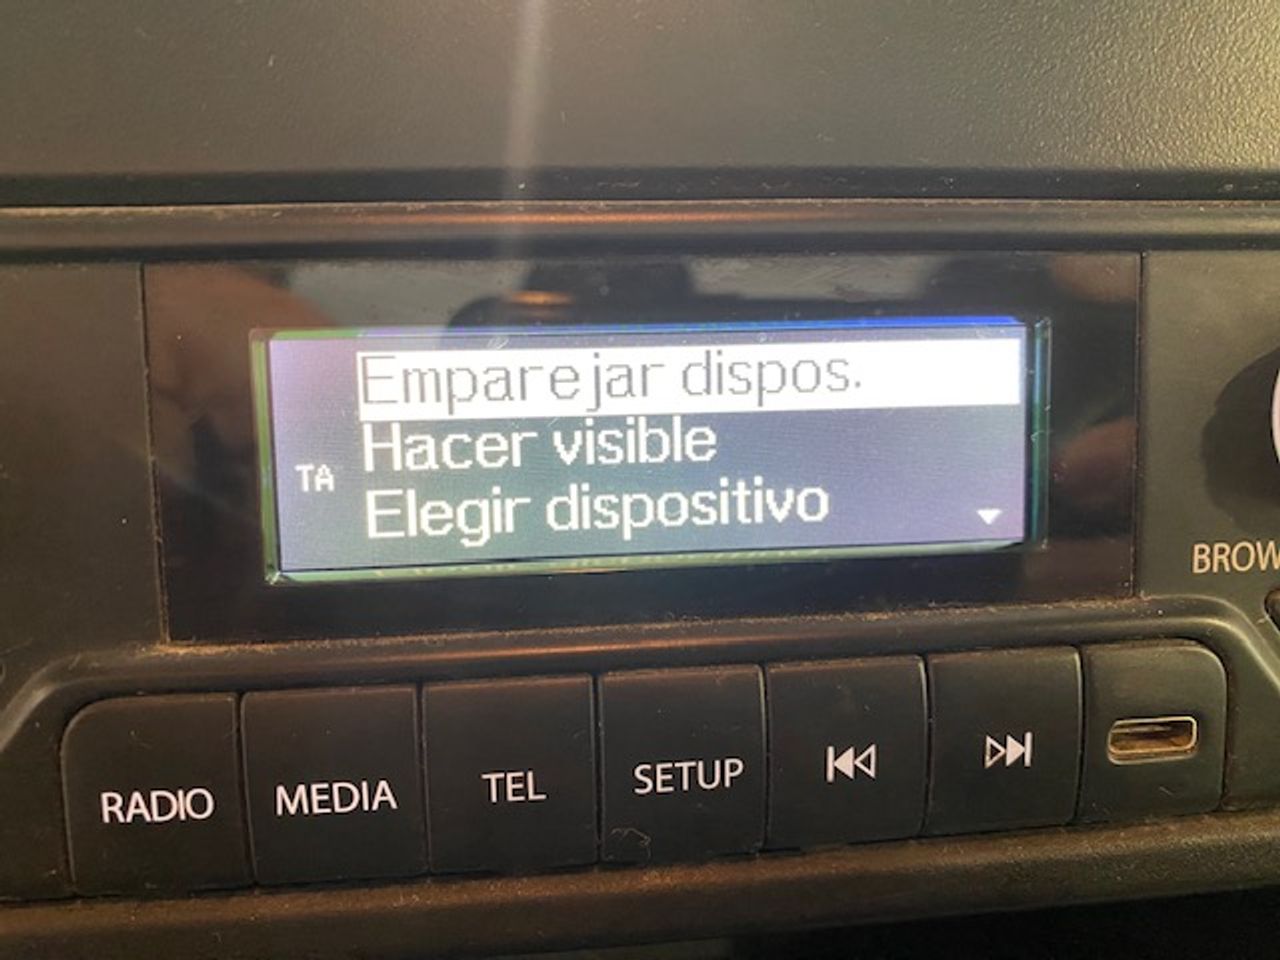 Emparejar dispos.
Hacer visible
TA
Elegir dispositivo
BROW
RADIO
MEDIA
TEL
SETUP